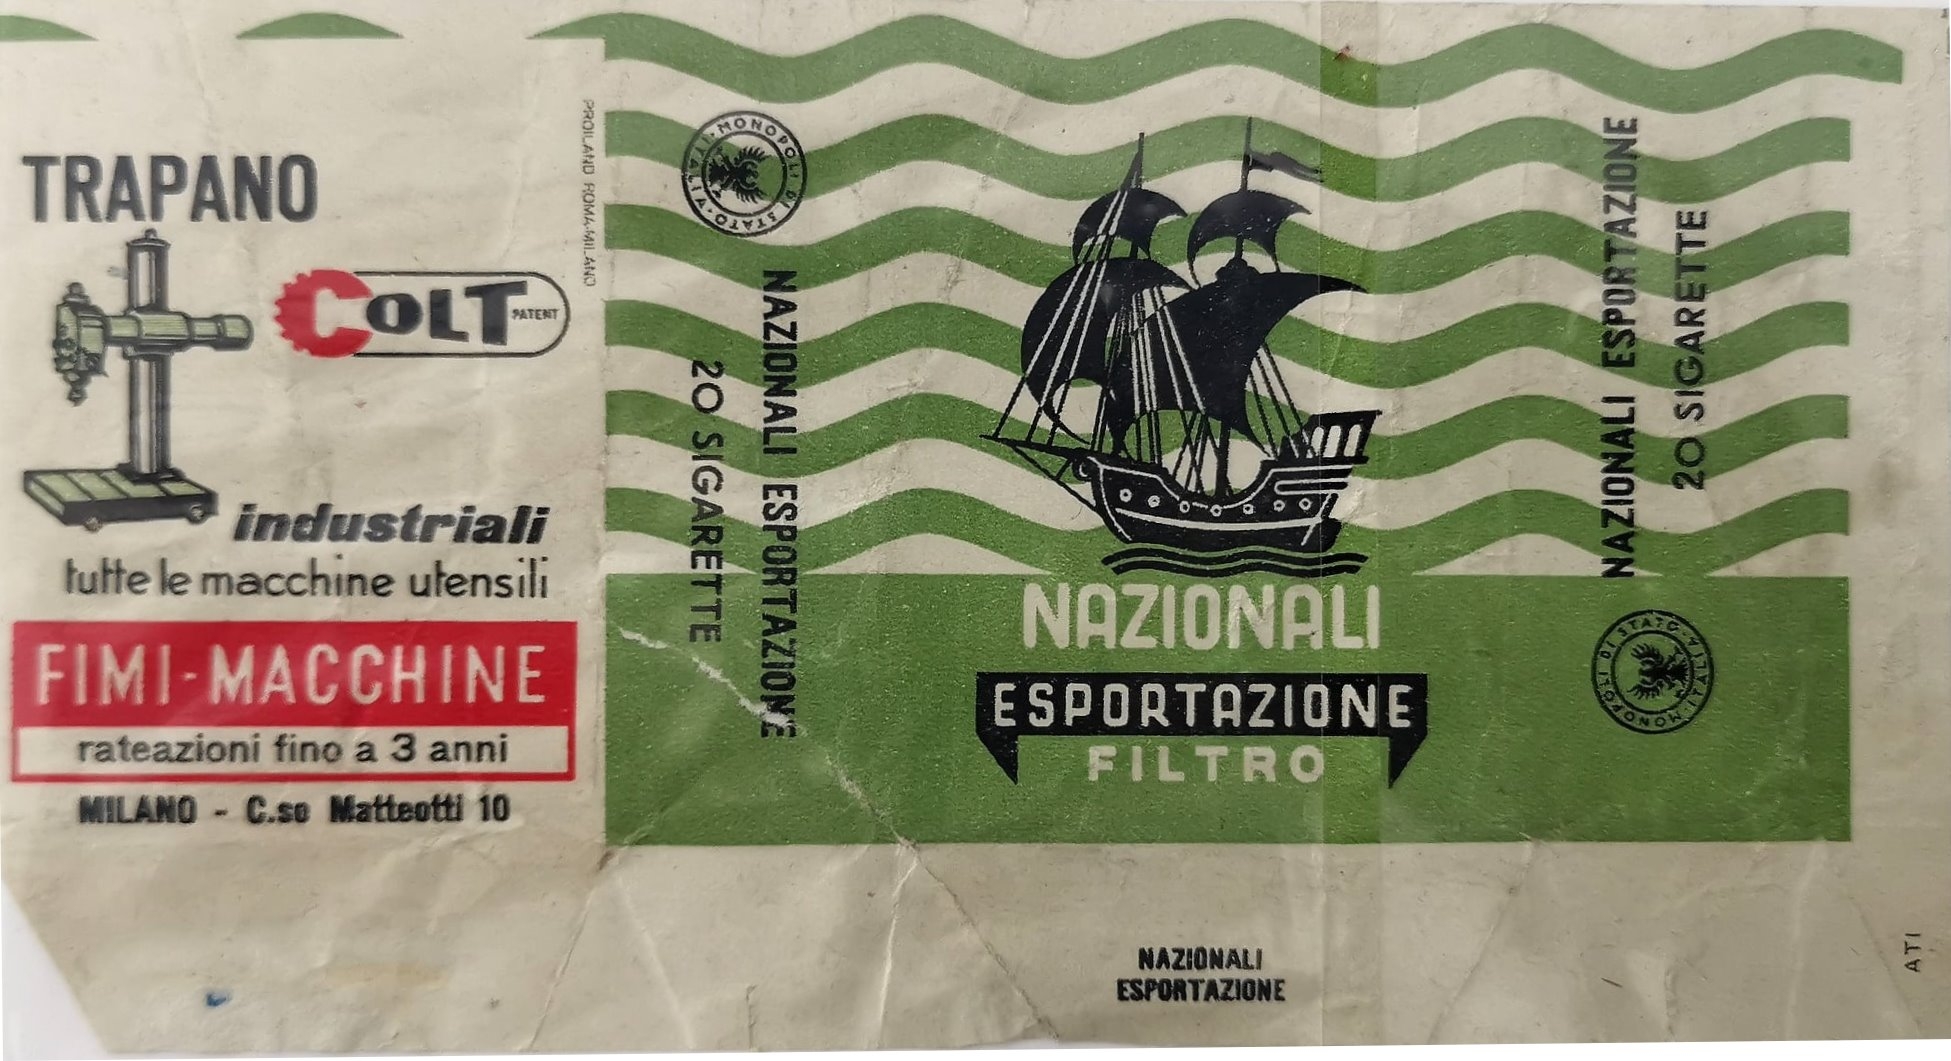 TRAPANO
COLT
PATENT
industriali
tutte le macchine utensili
FIMI-MACCHINE
rateazioni fino a 3 anni
MILANO - C.so Matteotti 10
PROILAND ROMA-MILANO
MONOPOLI DI STATO · D'ITALIA ·
NAZIONALI ESPORTAZIONE
20 SIGARETTE
NAZIONALI
ESPORTAZIONE
FILTRO
NAZIONALI ESPORTAZIONE
20 SIGARETTE
MONOPOLI DI STATO · D'ITALIA ·
NAZIONALI
ESPORTAZIONE
ATI